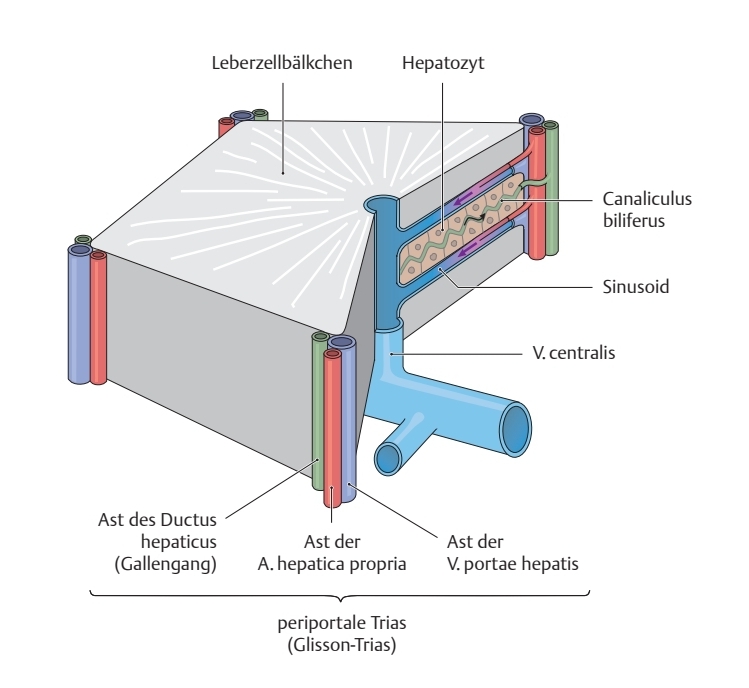 Leberzellbälkchen
Hepatozyt
Canaliculus
biliferus
Sinusoid
V. centralis
Ast des Ductus
hepaticus
(Gallengang)
Ast der
A. hepatica propria
Ast der
V. portae hepatis
periportale Trias
(Glisson-Trias)